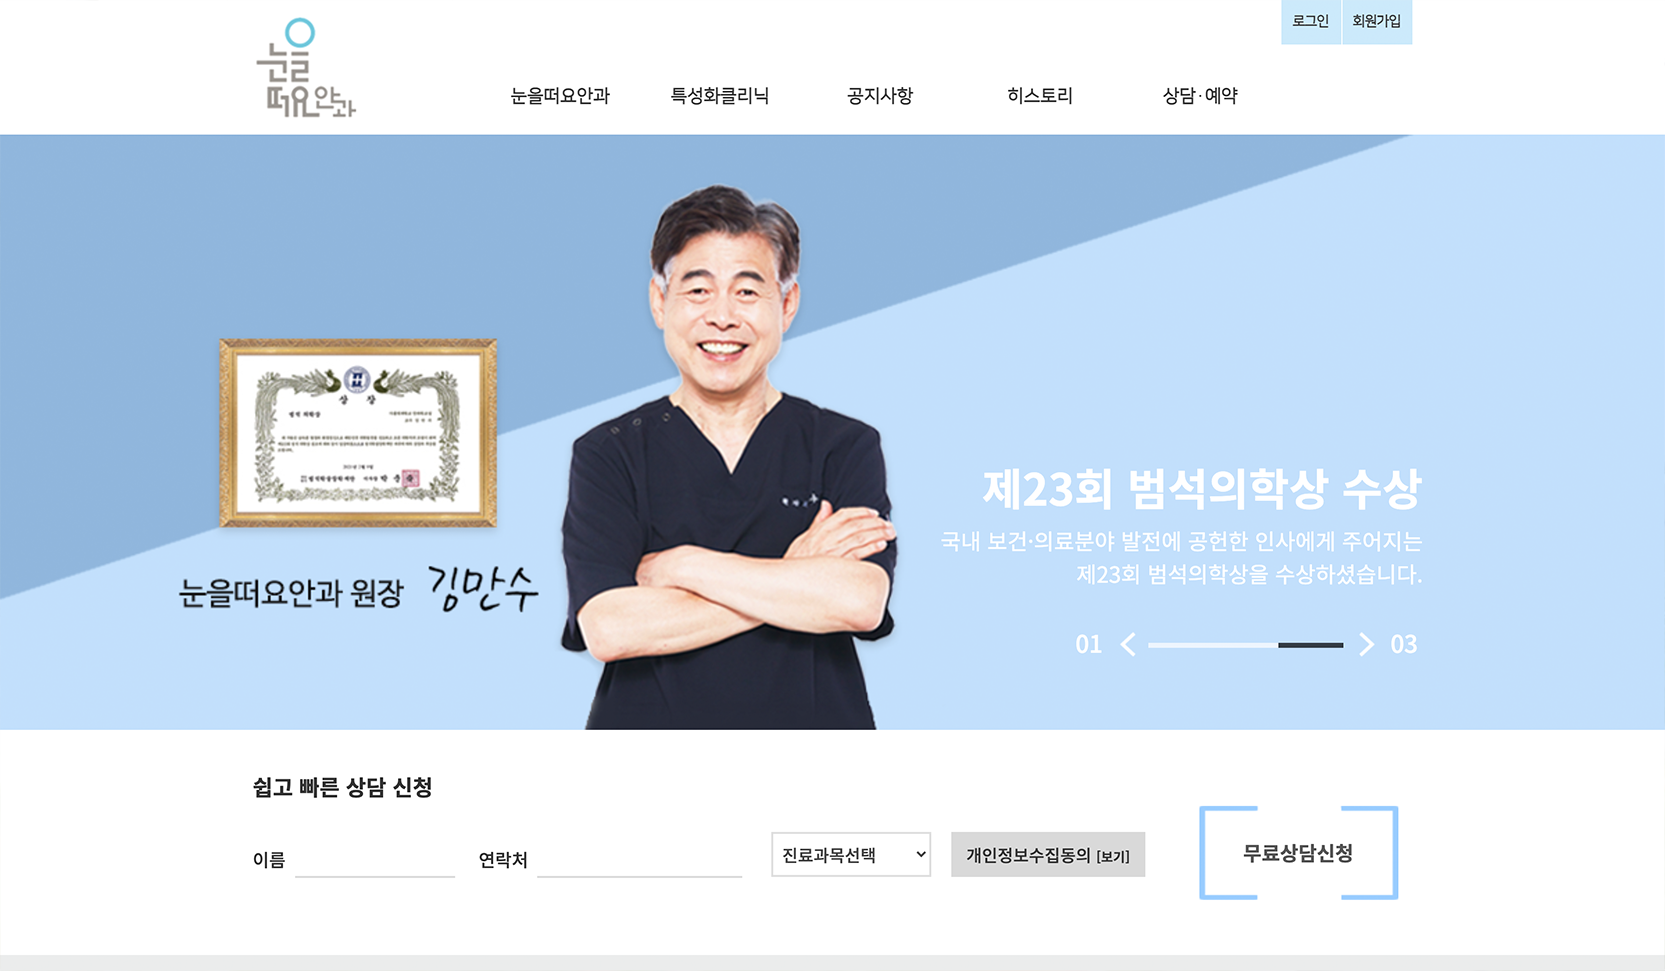 눈을
떠요안과
로그인
회원가입
눈을떠요안과
특성화클리닉
공지사항
히스토리
상담·예약
상 장
범석 의학상
눈을떠요안과 원장 김만수
제23회 범석의학상 수상
국내 보건·의료분야 발전에 공헌한 인사에게 주어지는
제23회 범석의학상을 수상하셨습니다.
01
03
쉽고 빠른 상담 신청
이름
연락처
진료과목선택
개인정보수집동의 [보기]
무료상담신청